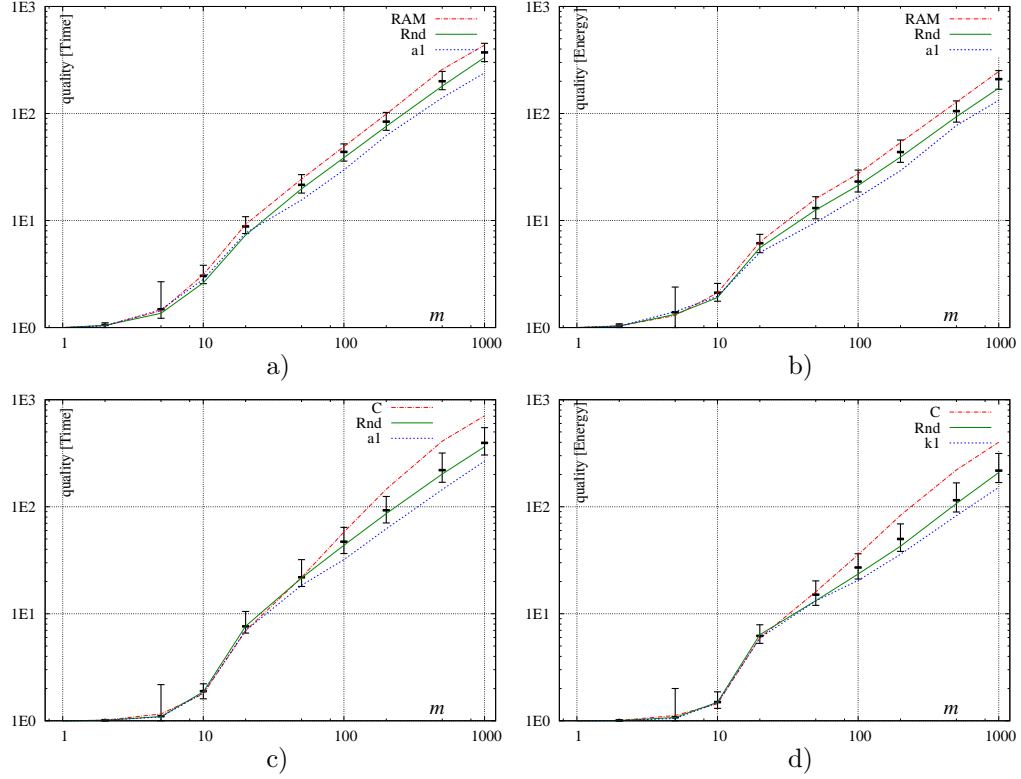 1E3
1E2
1E1
1E0
quality [Time]
RAM
Rnd
a1
m
1 10 100 1000
a)
1E3
1E2
1E1
1E0
quality [Energy]
RAM
Rnd
a1
m
1 10 100 1000
b)
1E3
1E2
1E1
1E0
quality [Time]
C
Rnd
a1
m
1 10 100 1000
c)
1E3
1E2
1E1
1E0
quality [Energy]
C
Rnd
k1
m
1 10 100 1000
d)